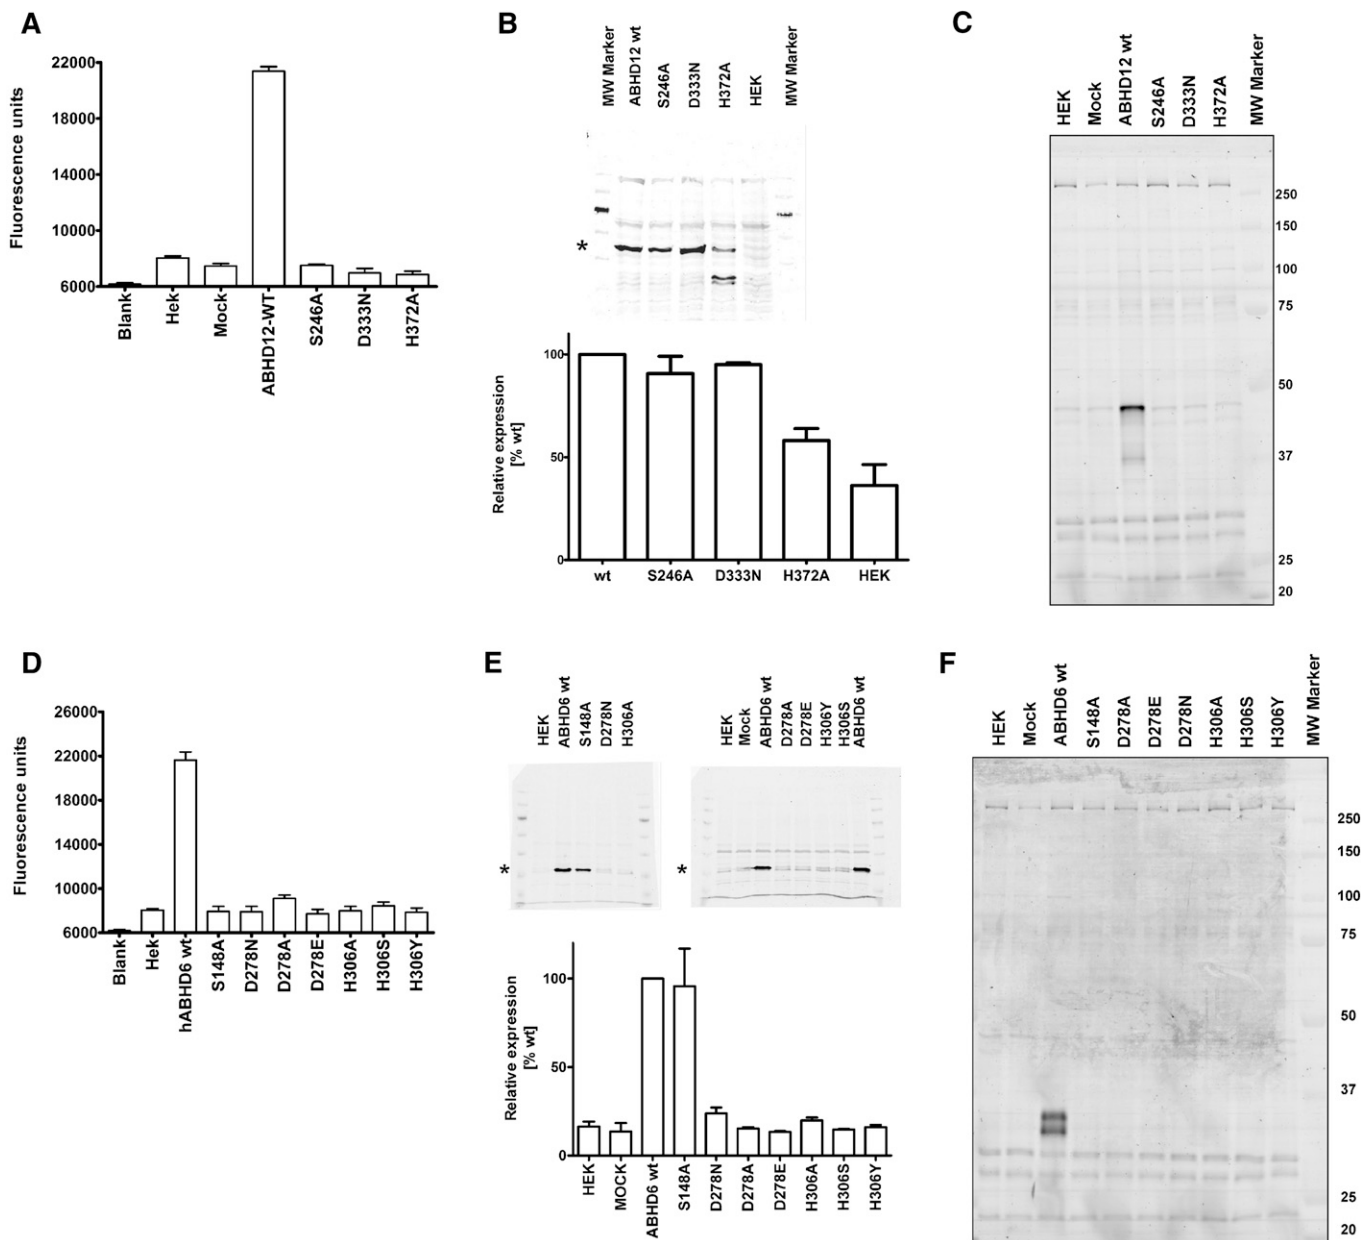 A
Fluorescence units
22000
18000
14000
10000
6000
Blank
Hek
Mock
ABHD12-WT
S246A
D333N
H372A
B
MW Marker
ABHD12 wt
S246A
D333N
H372A
HEK
MW Marker
*
Relative expression
[% wt]
100
50
0
wt S246A D333N H372A HEK
C
HEK
Mock
ABHD12 wt
S246A
D333N
H372A
MW Marker
250
150
100
75
50
37
25
20
D
Fluorescence units
26000
22000
18000
14000
10000
6000
Blank
Hek
hABHD6 wt
S148A
D278N
D278A
D278E
H306A
H306S
H306Y
E
HEK
ABHD6 wt
S148A
D278N
H306A
*
HEK
Mock
ABHD6 wt
D278A
D278E
H306Y
H306S
ABHD6 wt
*
Relative expression
[% wt]
100
50
0
HEK
MOCK
ABHD6 wt
S148A
D278N
D278A
D278E
H306A
H306S
H306Y
F
HEK
Mock
ABHD6 wt
S148A
D278A
D278E
D278N
H306A
H306S
H306Y
MW Marker
250
150
100
75
50
37
25
20